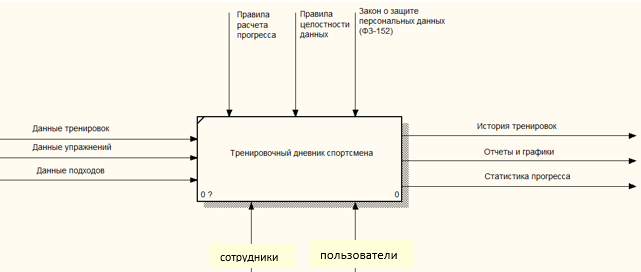 Правила
расчета
прогресса
Правила
целостности
данных
Закон о защите
персональных данных
(ФЗ-152)
Данные тренировок
Данные упражнений
Данные подходов
Тренировочный дневник спортсмена
0 ?
0
История тренировок
Отчеты и графики
Статистика прогресса
сотрудники
пользователи